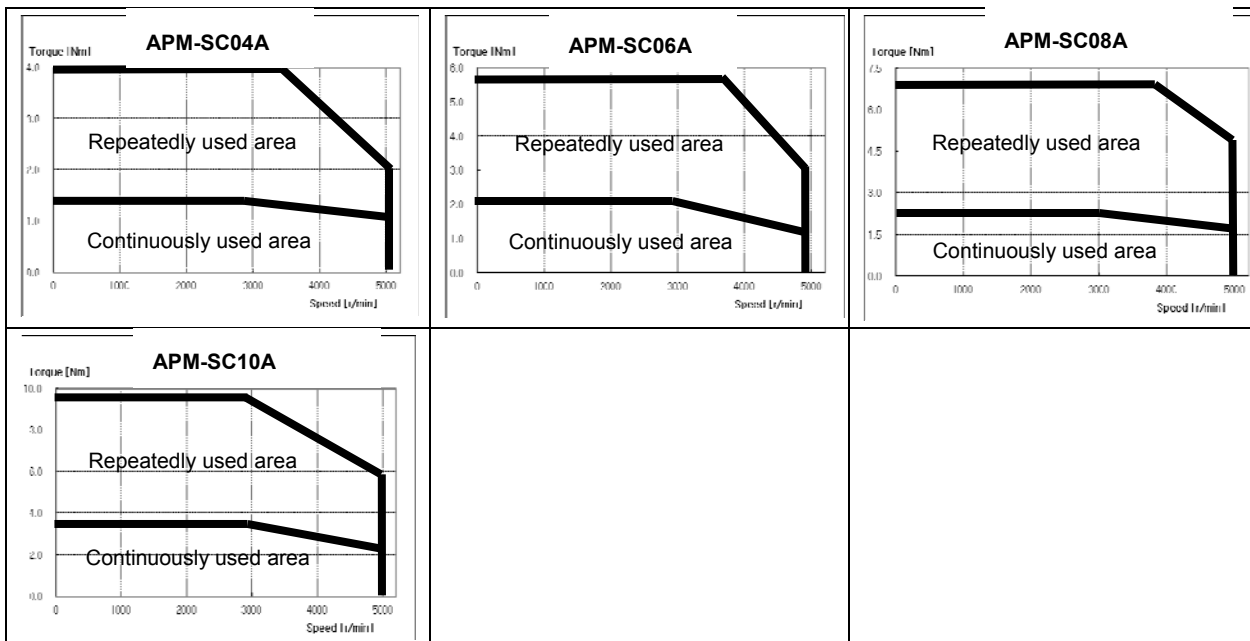 APM-SC04A
Torque [Nm]
4.0
3.0
Repeatedly used area
2.0
1.0
Continuously used area
0.0
0 1000 2000 3000 4000 5000
Speed [r/min]
APM-SC06A
Torque [Nm]
6.0
5.0
4.0
Repeatedly used area
3.0
2.0
1.0
Continuously used area
0.0
0 1000 2000 3000 4000 5000
Speed [r/min]
APM-SC08A
Torque [Nm]
7.5
6.0
Repeatedly used area
4.5
3.0
1.5
Continuously used area
0.0
0 1000 2000 3000 4000 5000
Speed [r/min]
APM-SC10A
Torque [Nm]
10.0
8.0
Repeatedly used area
6.0
4.0
2.0
Continuously used area
0.0
0 1000 2000 3000 4000 5000
Speed [r/min]